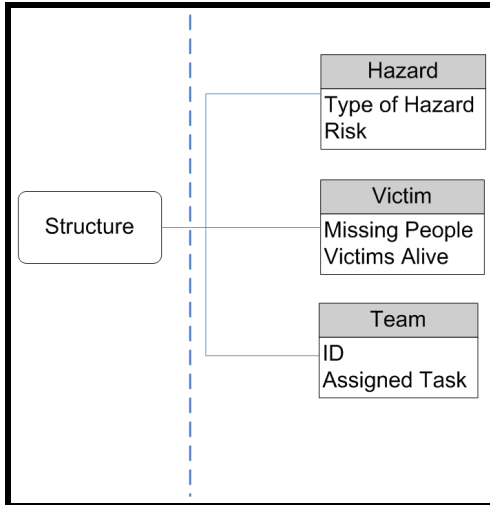 Hazard
Type of Hazard
Risk
Structure
Victim
Missing People
Victims Alive
Team
ID
Assigned Task